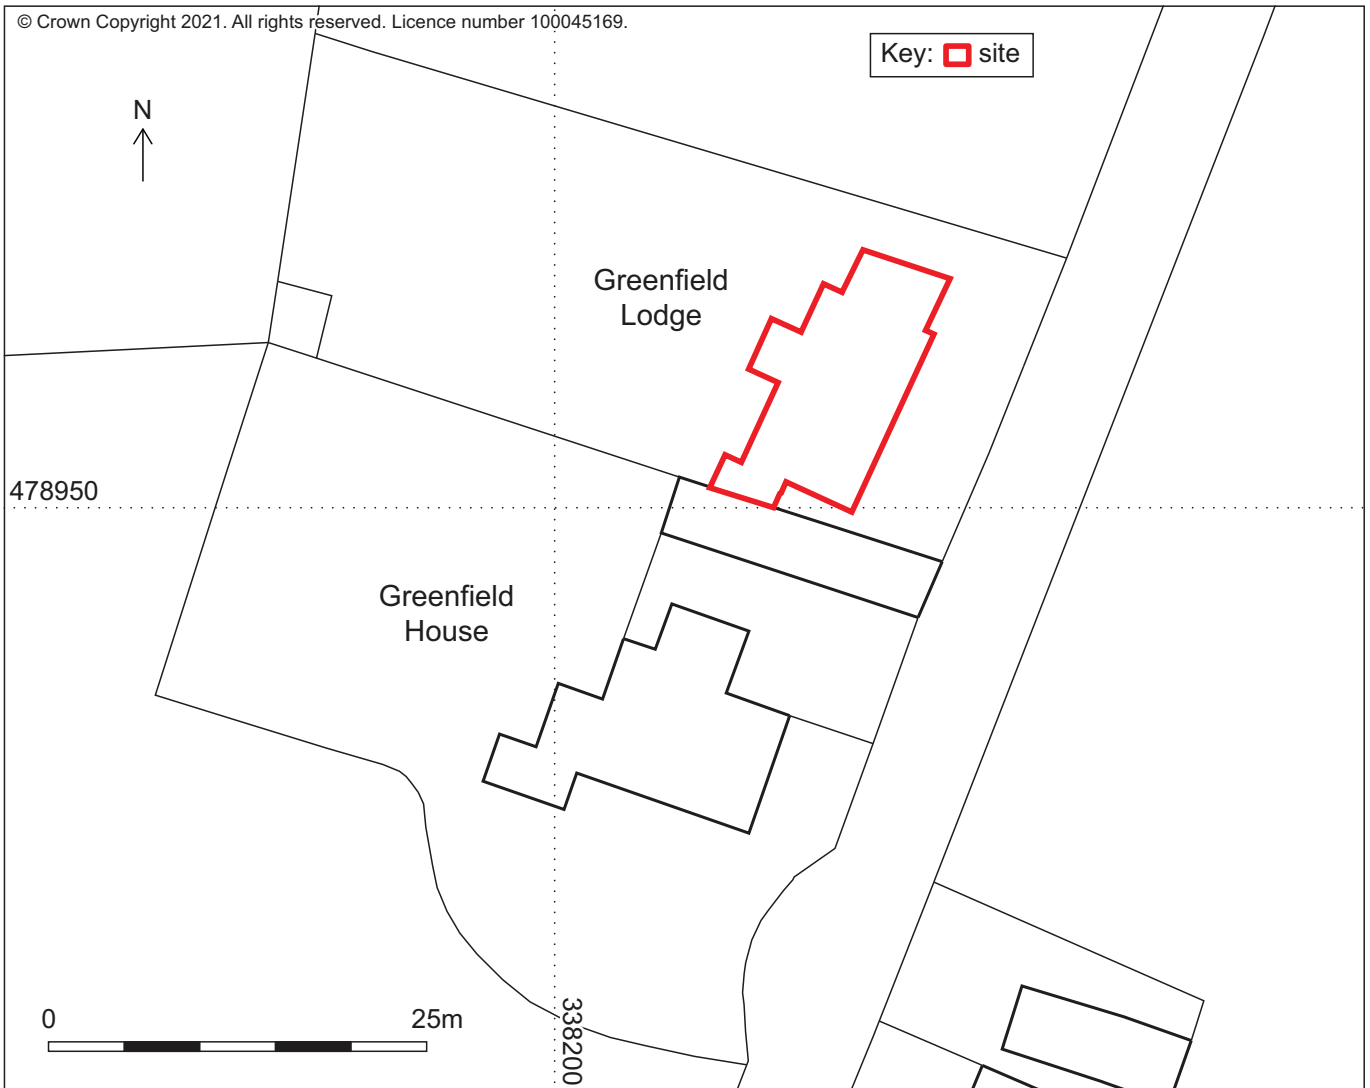 © Crown Copyright 2021. All rights reserved. Licence number 100045169.
Key: site
N
Greenfield
Lodge
478950
Greenfield
House
0 25m
338200